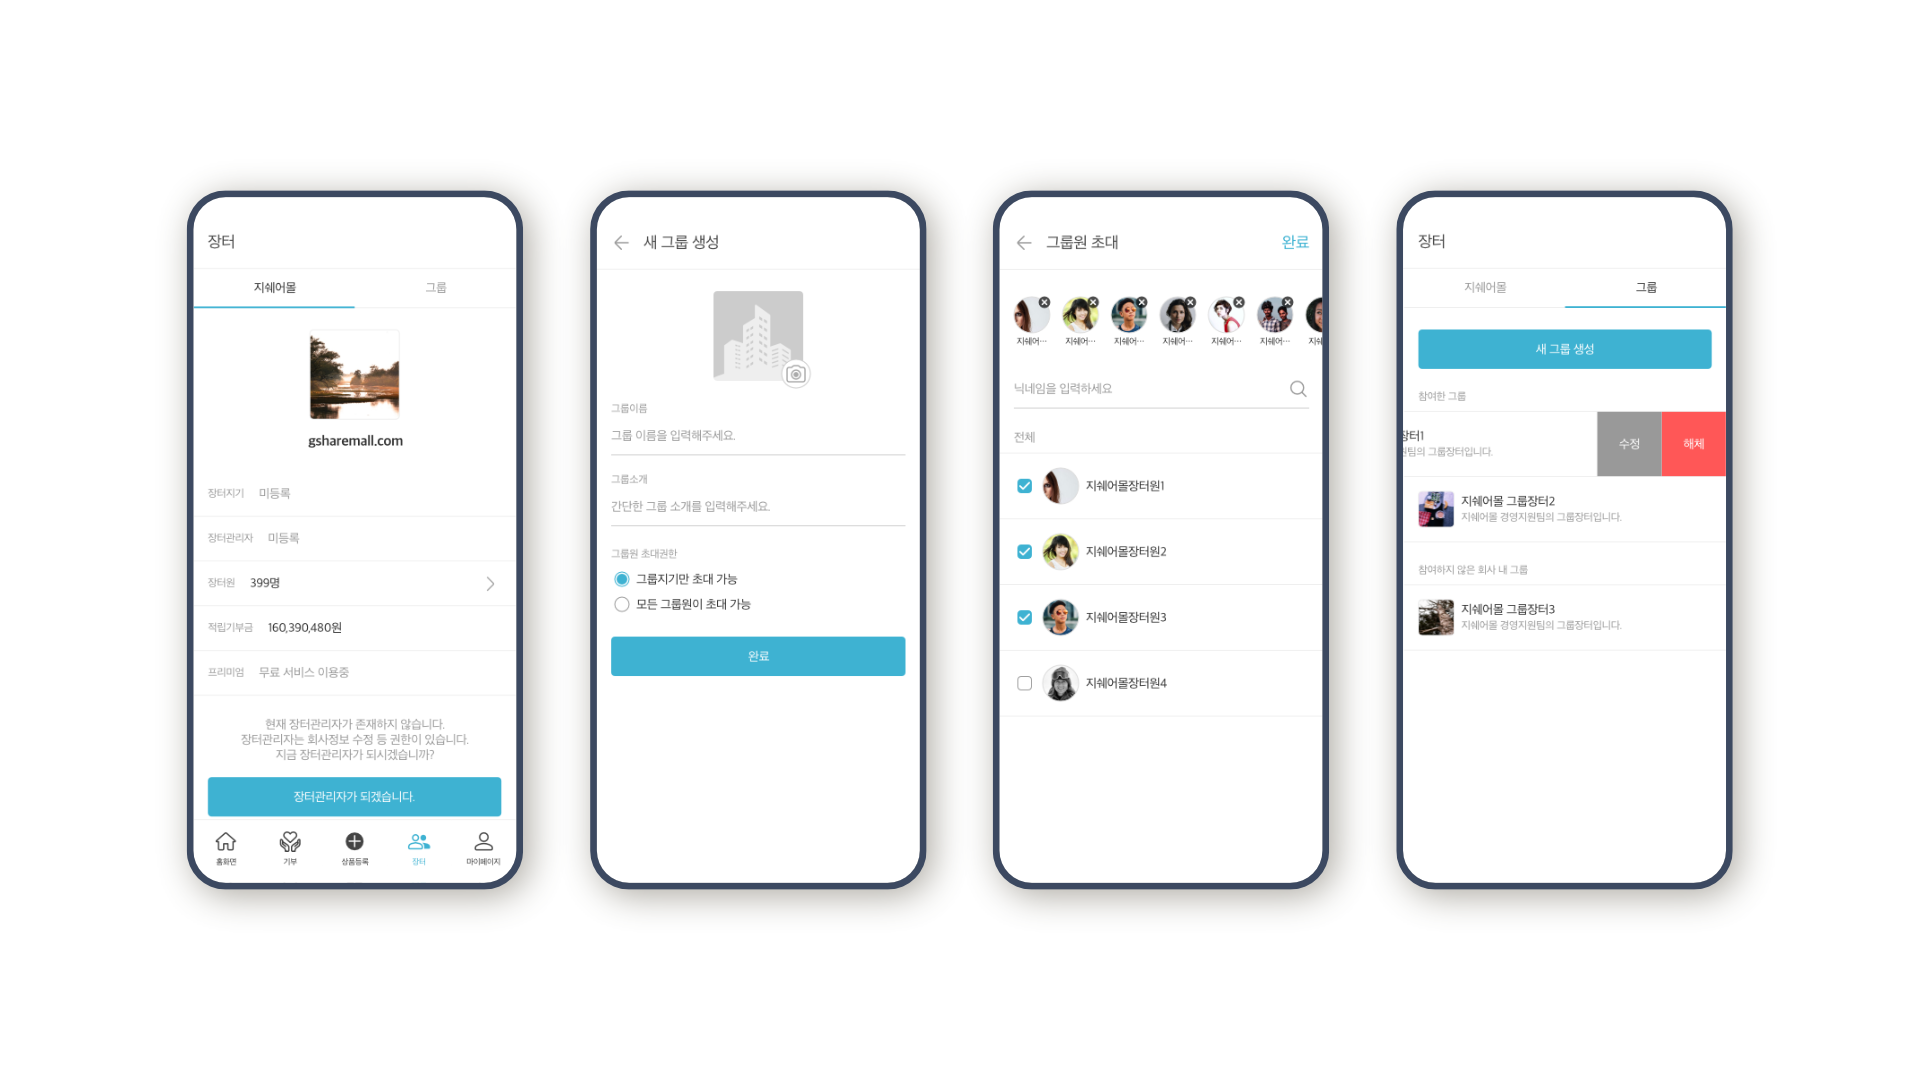 장터
지쉐어몰
그룹
gsharemall.com
장터지기 미등록
장터관리자 미등록
장터원 399명
적립기부금 160,390,480원
프리미엄 무료 서비스 이용중
현재 장터관리자가 존재하지 않습니다.
장터관리자는 회사정보 수정 등 권한이 있습니다.
지금 장터관리자가 되시겠습니까?
장터관리자가 되겠습니다.
홈화면
기부
상품등록
장터
마이페이지
새 그룹 생성
그룹이름
그룹 이름을 입력해주세요.
그룹소개
간단한 그룹 소개를 입력해주세요.
그룹원 초대권한
그룹지기만 초대 가능
모든 그룹원이 초대 가능
완료
그룹원 초대
완료
지쉐어···
지쉐어···
지쉐어···
지쉐어···
지쉐어···
지쉐어···
지쉐
닉네임을 입력하세요
전체
지쉐어몰장터원1
지쉐어몰장터원2
지쉐어몰장터원3
지쉐어몰장터원4
장터
지쉐어몰
그룹
새 그룹 생성
참여한 그룹
장터1
원팀의 그룹장터입니다.
수정
해체
지쉐어몰 그룹장터2
지쉐어몰 경영지원팀의 그룹장터입니다.
참여하지 않은 회사 내 그룹
지쉐어몰 그룹장터3
지쉐어몰 경영지원팀의 그룹장터입니다.